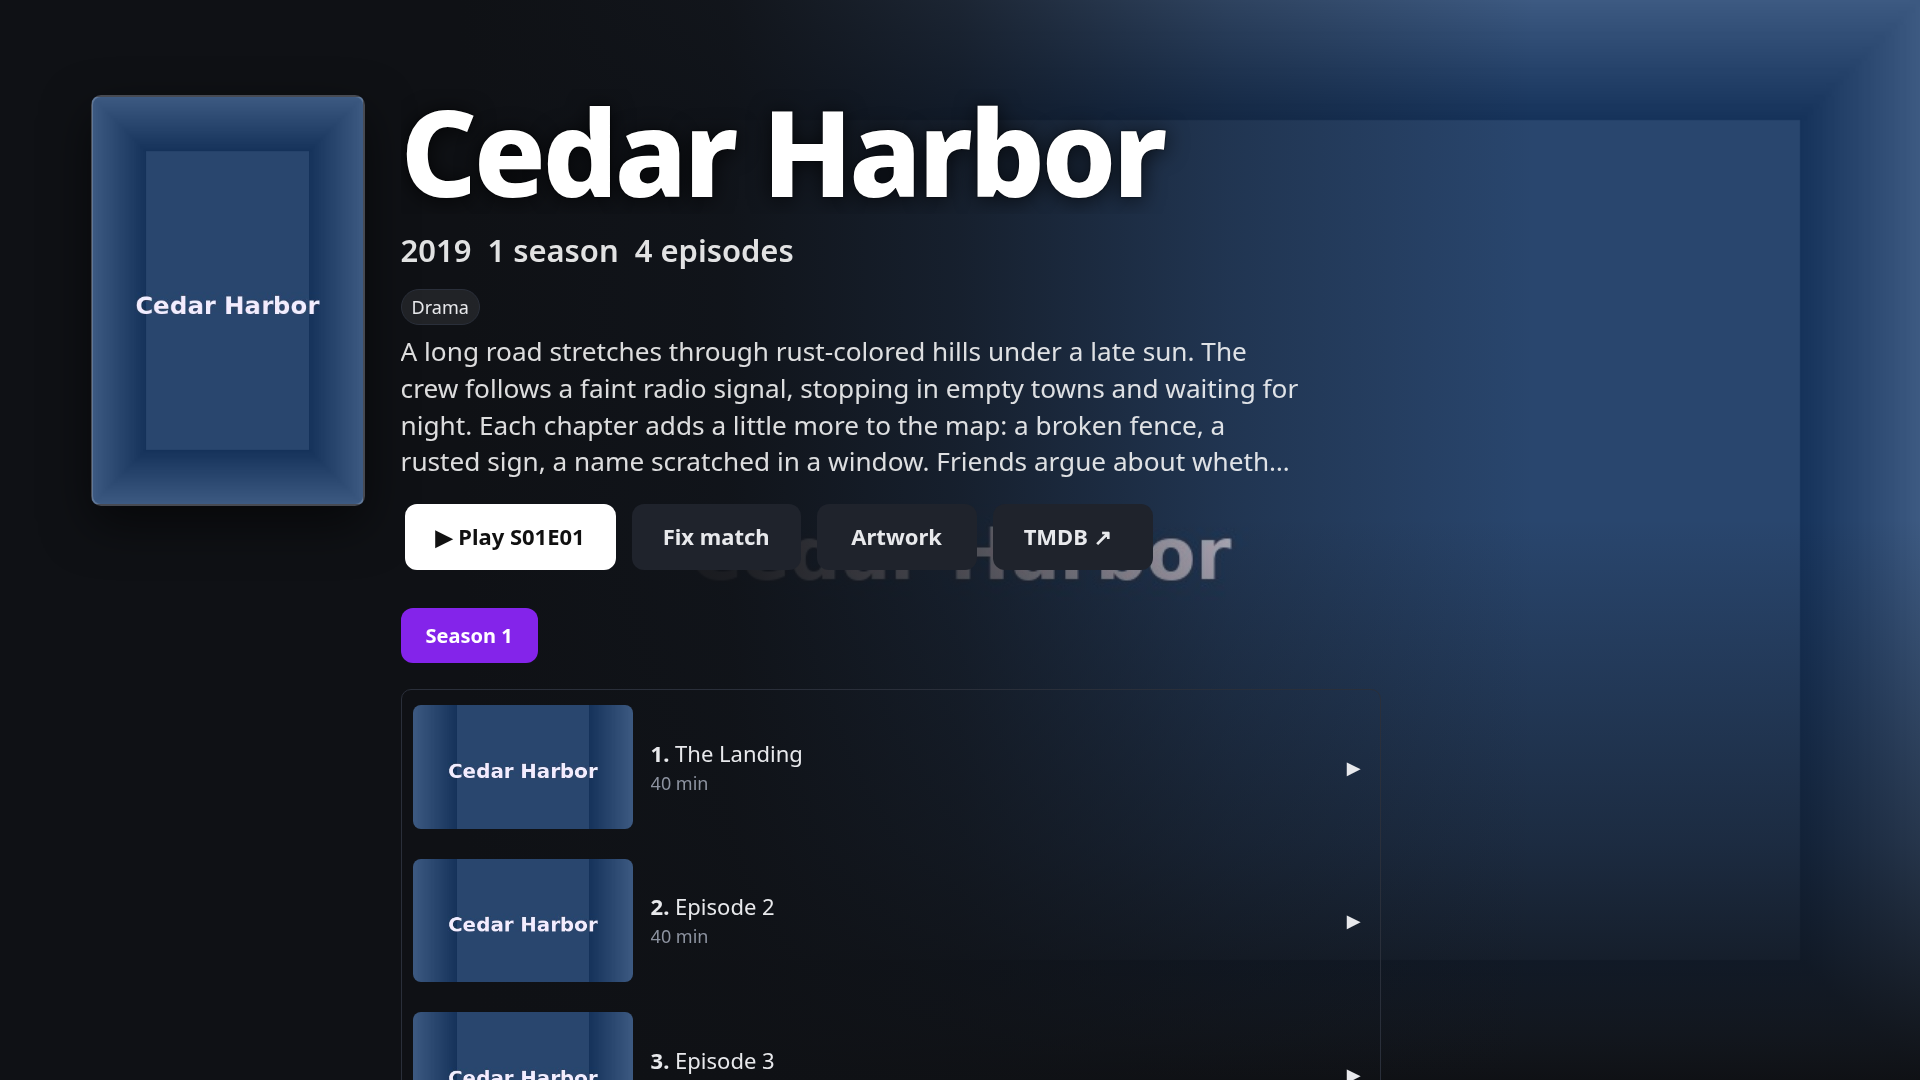 Cedar Harbor
Cedar Harbor
2019 1 season 4 episodes
Drama
A long road stretches through rust-colored hills under a late sun. The
crew follows a faint radio signal, stopping in empty towns and waiting for
night. Each chapter adds a little more to the map: a broken fence, a
rusted sign, a name scratched in a window. Friends argue about wheth...
▶ Play S01E01
Fix match
Artwork
TMDB ↗
Cedar Harbor
Season 1
Cedar Harbor
1. The Landing
40 min
▶
Cedar Harbor
2. Episode 2
40 min
▶
Cedar Harbor
3. Episode 3
▶